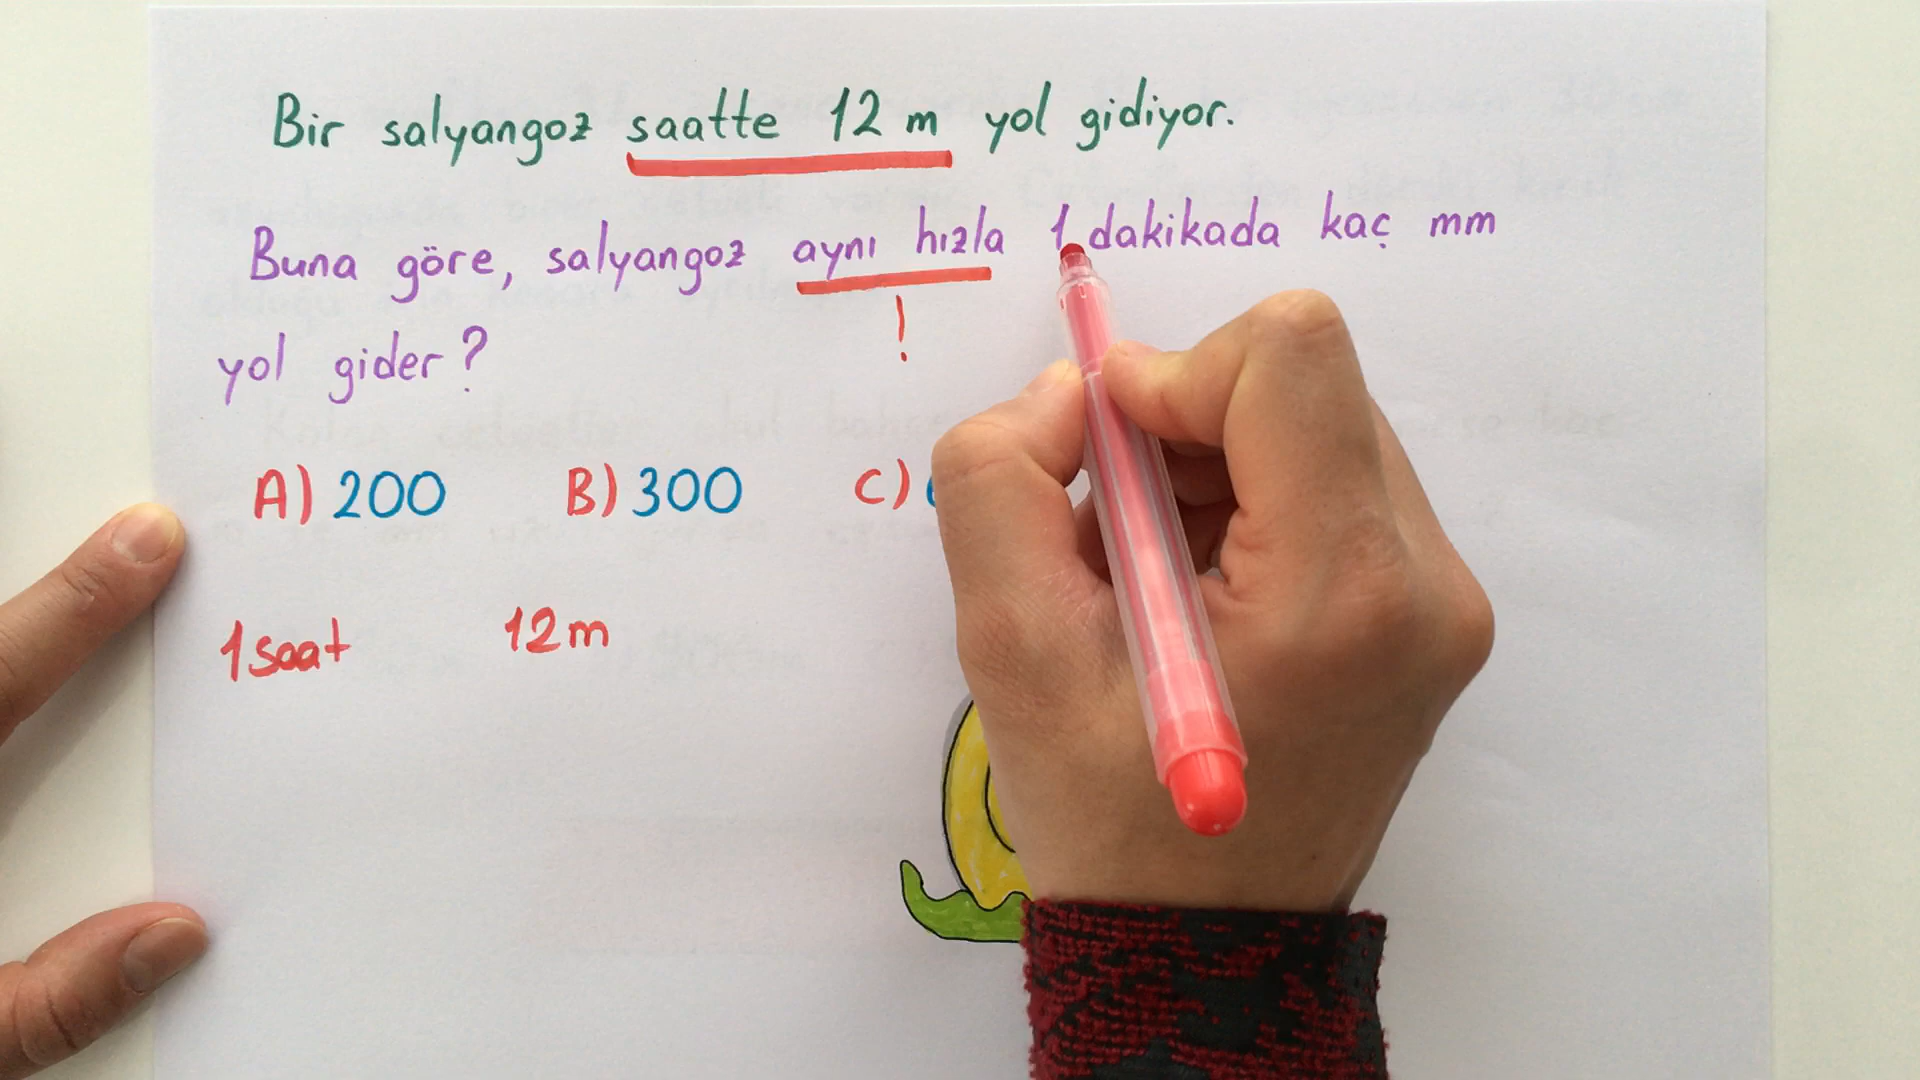 Bir salyangoz saatte 12 m yol gidiyor.
Buna göre, salyangoz aynı hızla 1 dakikada kaç mm
yol gider?
!
A) 200 B) 300 C)
1 saat 12 m